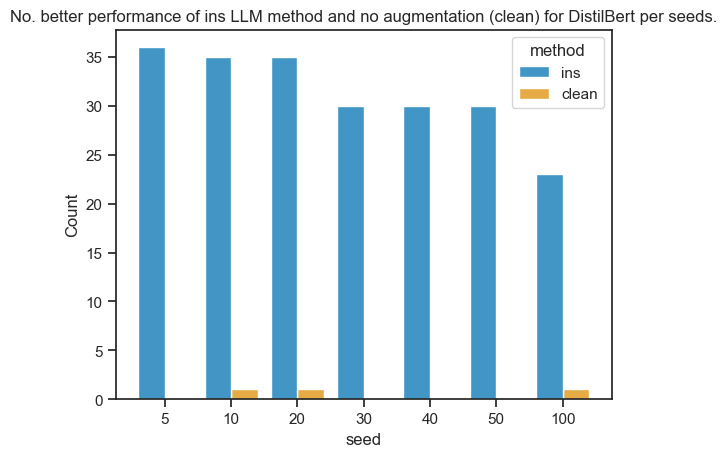 No. better performance of ins LLM method and no augmentation (clean) for DistilBert per seeds.
method
ins
clean
35
30
25
20
15
10
5
0
Count
5 10 20 30 40 50 100
seed